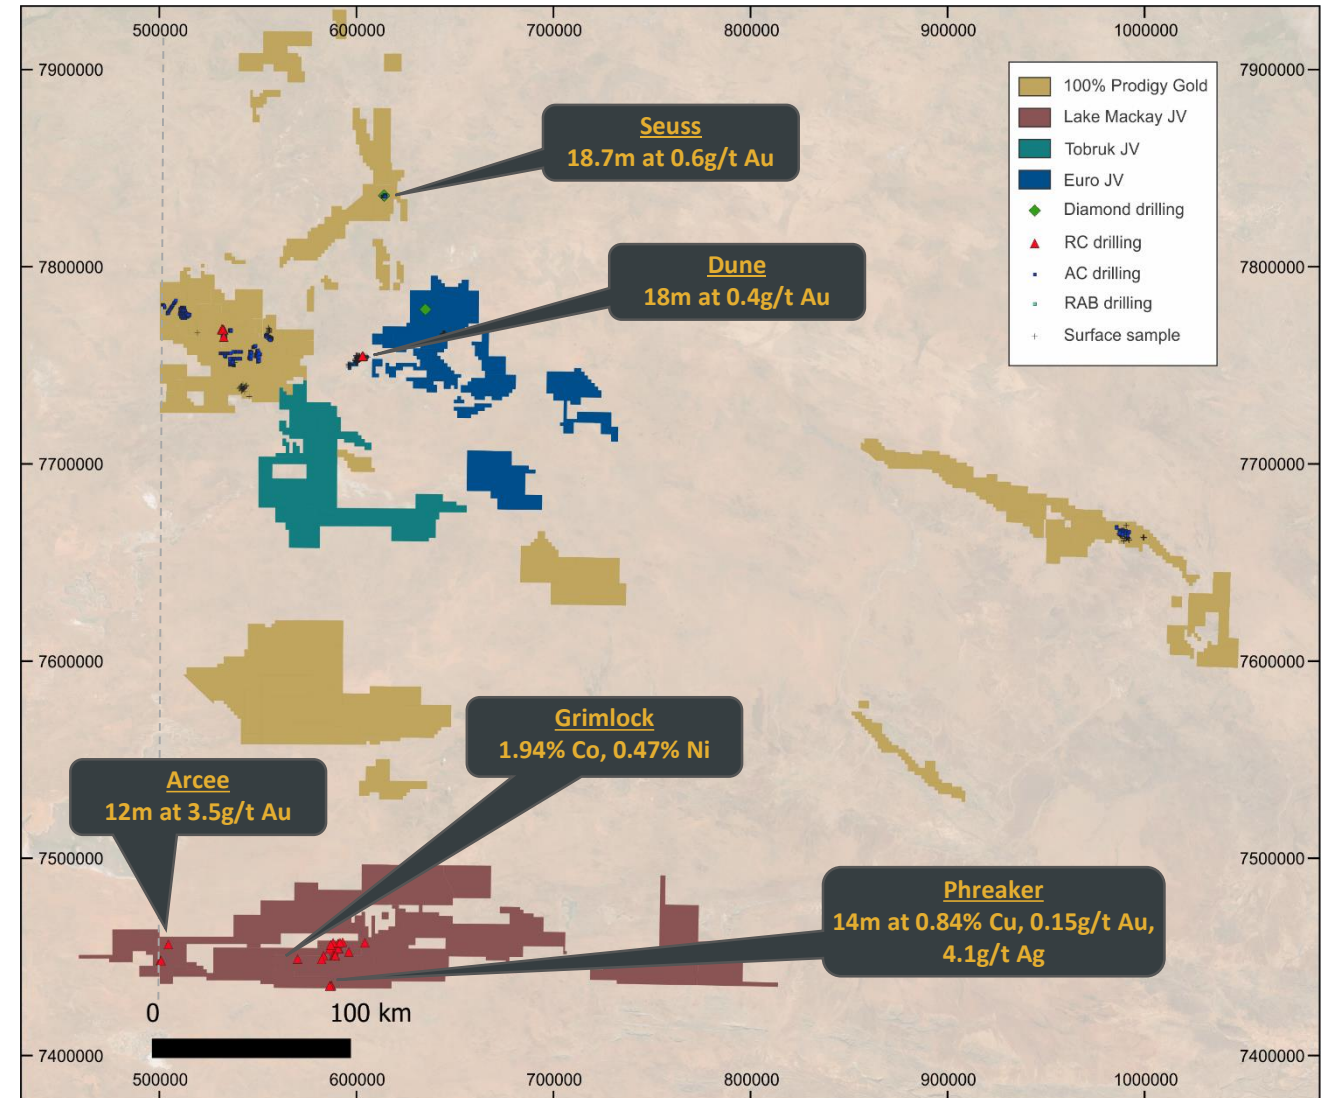 500000 600000 700000 800000 900000 1000000
7900000 7900000
100% Prodigy Gold
Lake Mackay JV
Tobruk JV
Euro JV
Diamond drilling
RC drilling
AC drilling
RAB drilling
Surface sample
Seuss
18.7m at 0.6g/t Au
7800000 7800000
Dune
18m at 0.4g/t Au
7700000 7700000
7600000 7600000
Grimlock
1.94% Co, 0.47% Ni
Arcee
12m at 3.5g/t Au
7500000 7500000
Phreaker
14m at 0.84% Cu, 0.15g/t Au,
4.1g/t Ag
0 100 km
7400000 7400000
500000 600000 700000 800000 900000 1000000